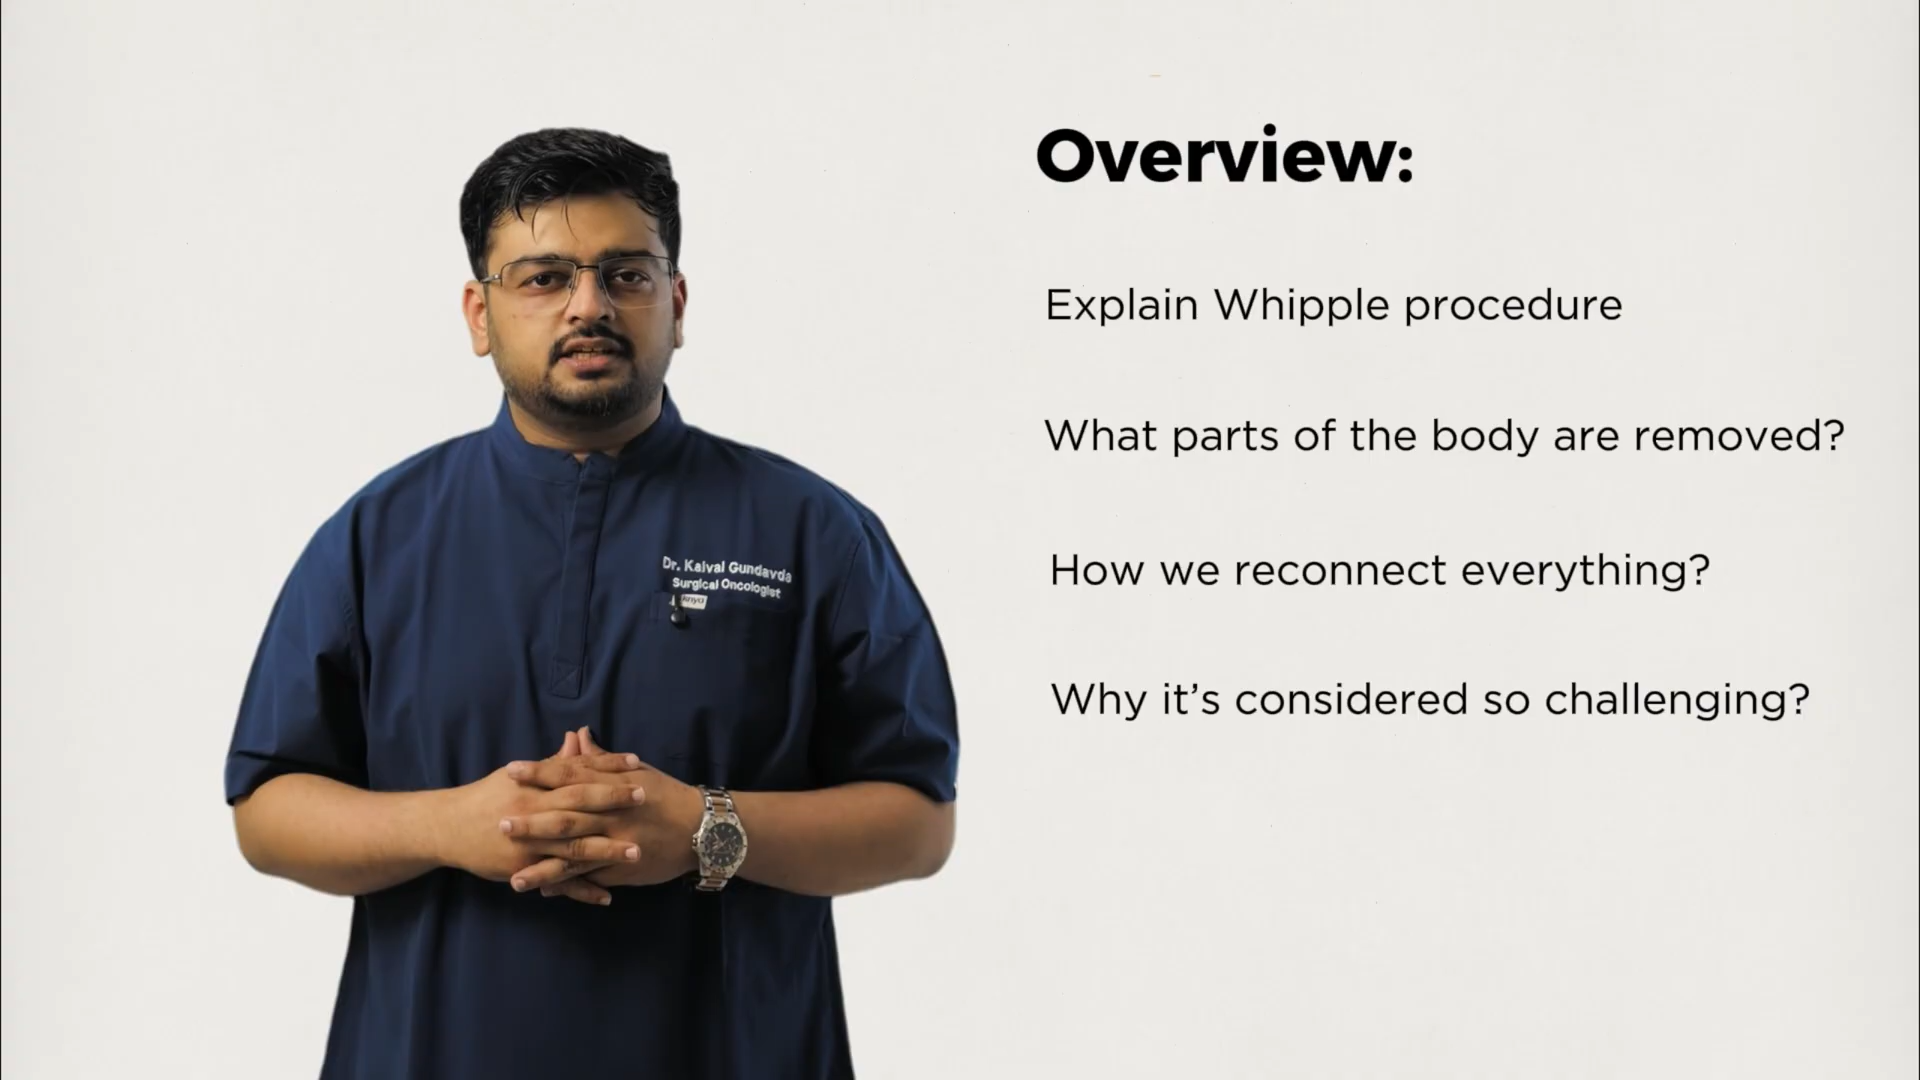 Overview:
Explain Whipple procedure
What parts of the body are removed?
How we reconnect everything?
Why it's considered so challenging?
Dr. Kaival Gundavda
Surgical Oncologist